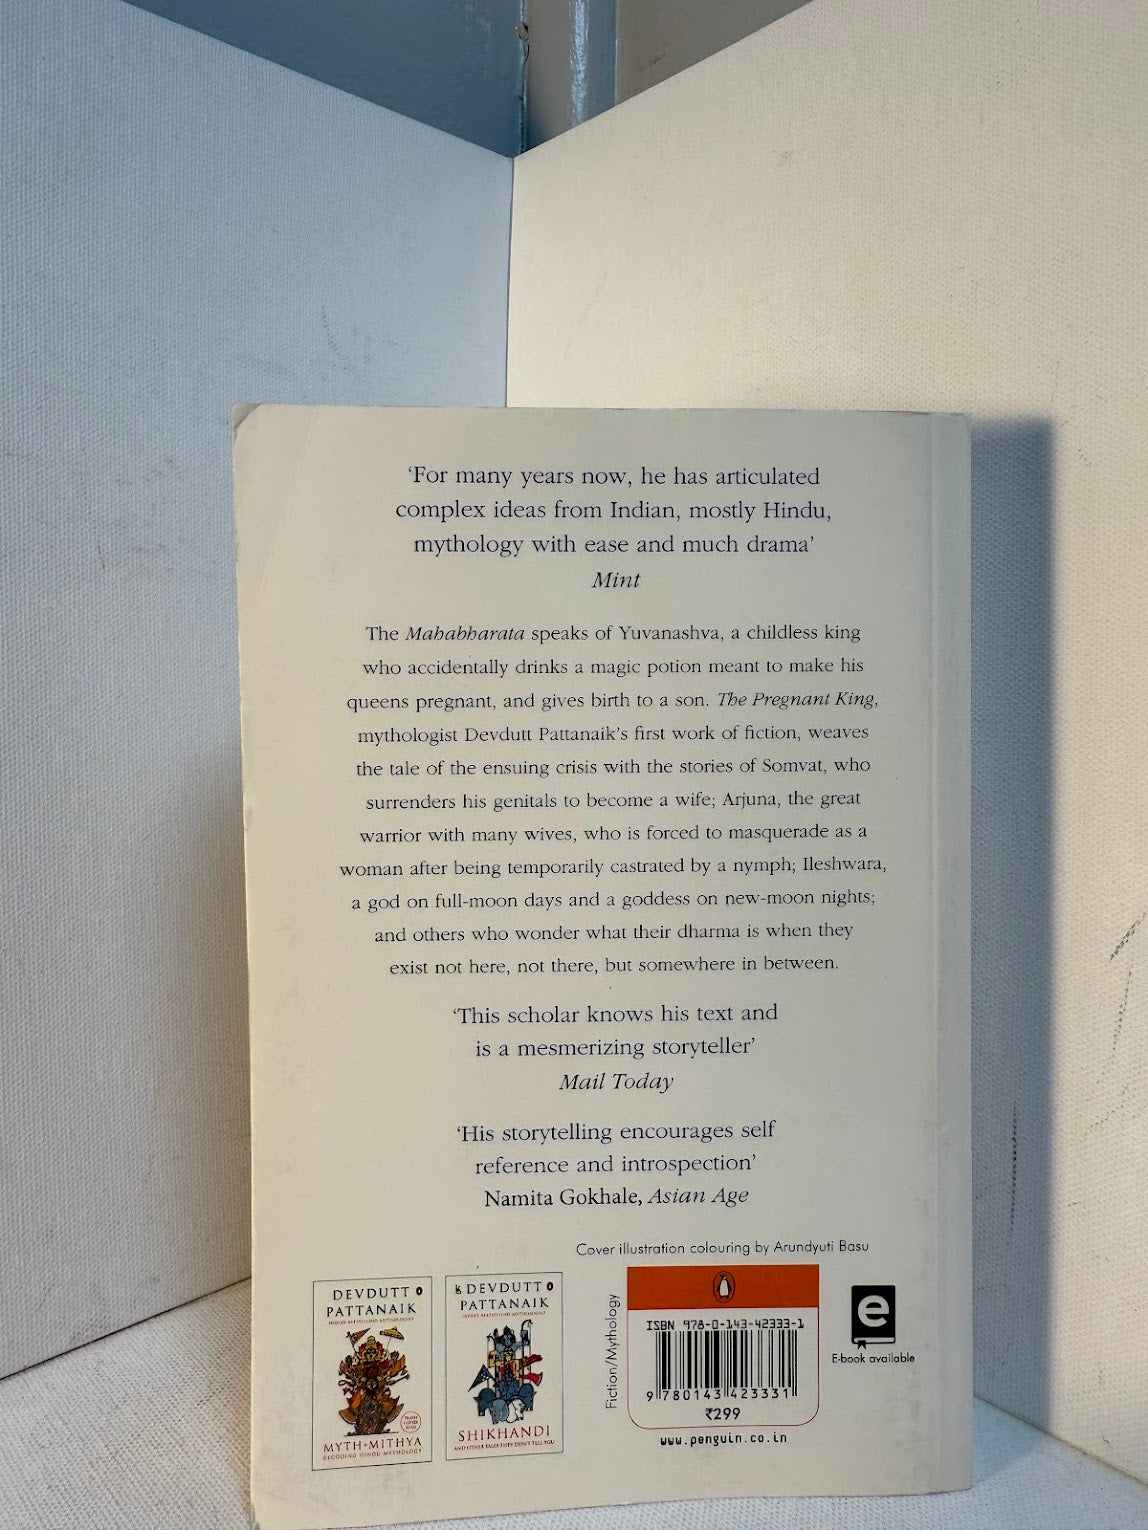 ‘For many years now, he has articulated
complex ideas from Indian, mostly Hindu,
mythology with ease and much drama’
Mint
The Mahabharata speaks of Yuvanashva, a childless king
who accidentally drinks a magic potion meant to make his
queens pregnant, and gives birth to a son. The Pregnant King,
mythologist Devdutt Pattanaik’s first work of fiction, weaves
the tale of the ensuing crisis with the stories of Somvat, who
surrenders his genitals to become a wife; Arjuna, the great
warrior with many wives, who is forced to masquerade as a
woman after being temporarily castrated by a nymph; Ileshwara,
a god on full-moon days and a goddess on new-moon nights;
and others who wonder what their dharma is when they
exist not here, not there, but somewhere in between.
‘This scholar knows his text and
is a mesmerizing storyteller’
Mail Today
‘His storytelling encourages self
reference and introspection’
Namita Gokhale, Asian Age
Cover illustration colouring by Arundyuti Basu
DEVDUTT
PATTANAIK
MYTH=MITHYA
DECODING HINDU MYTHOLOGY
DEVDUTT
PATTANAIK
SHIKHANDI
AND OTHER TALES THEY DON'T TELL YOU
Fiction/Mythology
ISBN 978-0-143-42333-1
9 780143 423331
₹299
www.penguin.co.in
e
E-book available